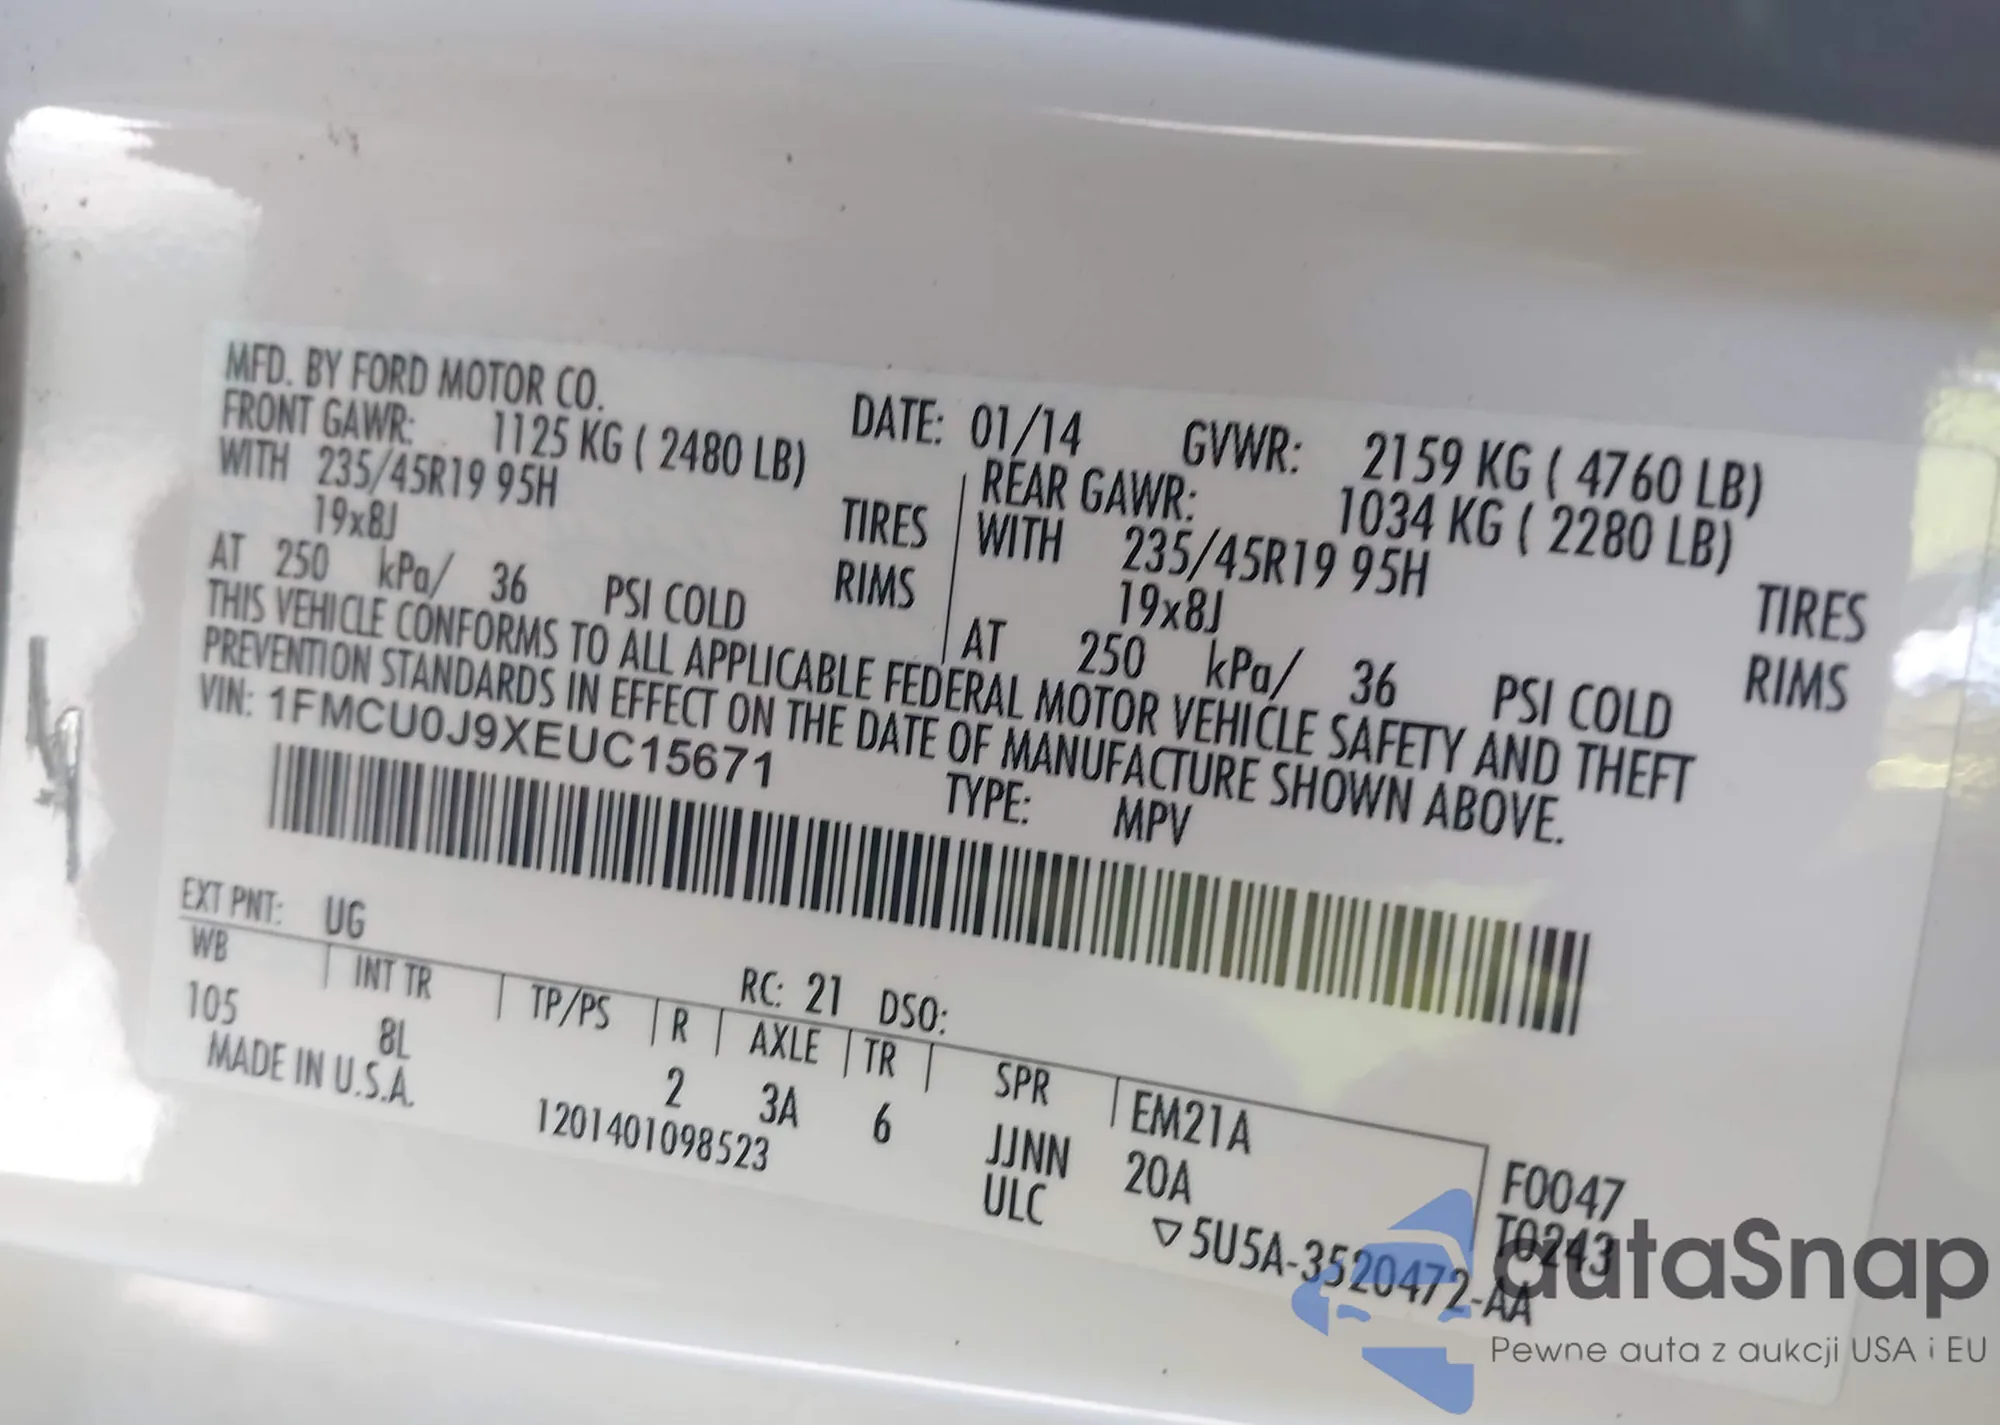 MFD. BY FORD MOTOR CO.
DATE: 01/14 GVWR: 2159 KG ( 4760 LB)
FRONT GAWR: 1125 KG ( 2480 LB)
WITH 235/45R19 95H TIRES
19x8J RIMS
AT 250 kPa/ 36 PSI COLD
REAR GAWR: 1034 KG ( 2280 LB)
WITH 235/45R19 95H TIRES
19x8J RIMS
AT 250 kPa/ 36 PSI COLD
THIS VEHICLE CONFORMS TO ALL APPLICABLE FEDERAL MOTOR VEHICLE SAFETY AND THEFT
PREVENTION STANDARDS IN EFFECT ON THE DATE OF MANUFACTURE SHOWN ABOVE.
VIN: 1FMCU0J9XEUC15671
TYPE: MPV
EXT PNT: UG RC: 21 DSO:
WB INT TR TP/PS R AXLE TR SPR EM21A
105 8L 2 3A 6 JJNN 20A F0047
MADE IN U.S.A. 1201401098523 ULC T0243
▽5U5A-3520472-AA
autaSnap
Pewne auta z aukcji USA i EU